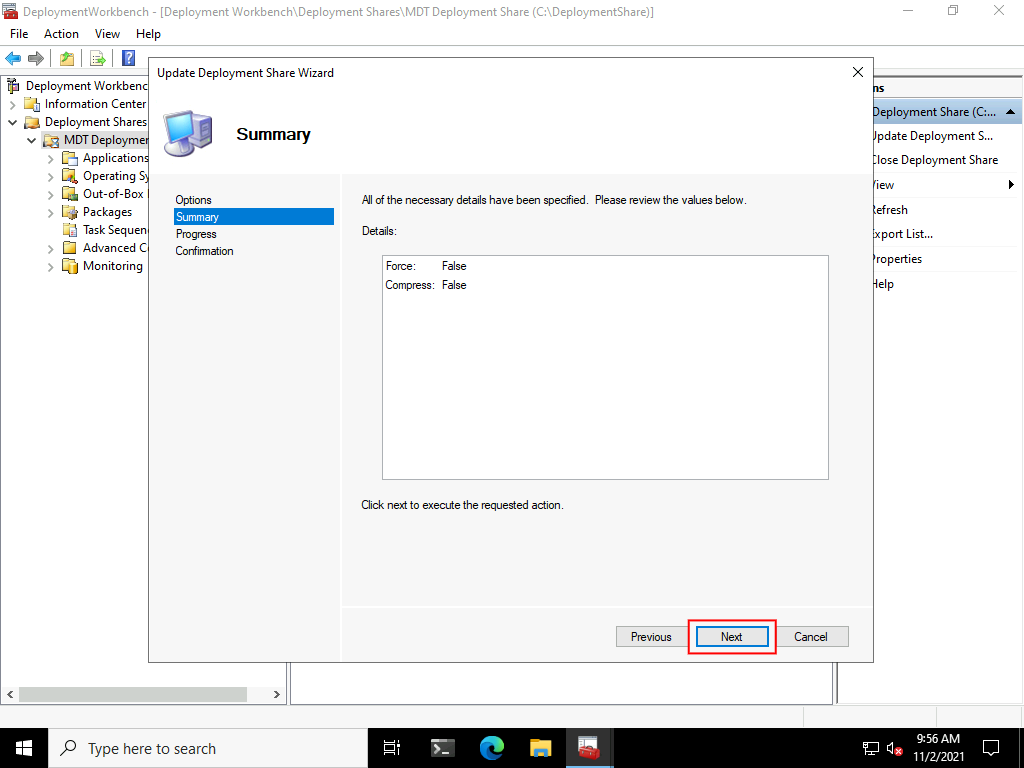 DeploymentWorkbench - [Deployment Workbench\Deployment Shares\MDT Deployment Share (C:\DeploymentShare)]
File Action View Help
Update Deployment Share Wizard
Summary
Deployment Workbenc
Information Center
Deployment Shares
MDT Deploymer
Applications
Operating Sy
Out-of-Box
Packages
Task Sequen
Advanced C
Monitoring
Options
Summary
Progress
Confirmation
All of the necessary details have been specified. Please review the values below.
Details:
Force: False
Compress: False
Click next to execute the requested action.
Previous Next Cancel
ns
Deployment Share (C:...
Update Deployment S...
Close Deployment Share
View
Refresh
Export List...
Properties
Help
Type here to search
9:56 AM
11/2/2021